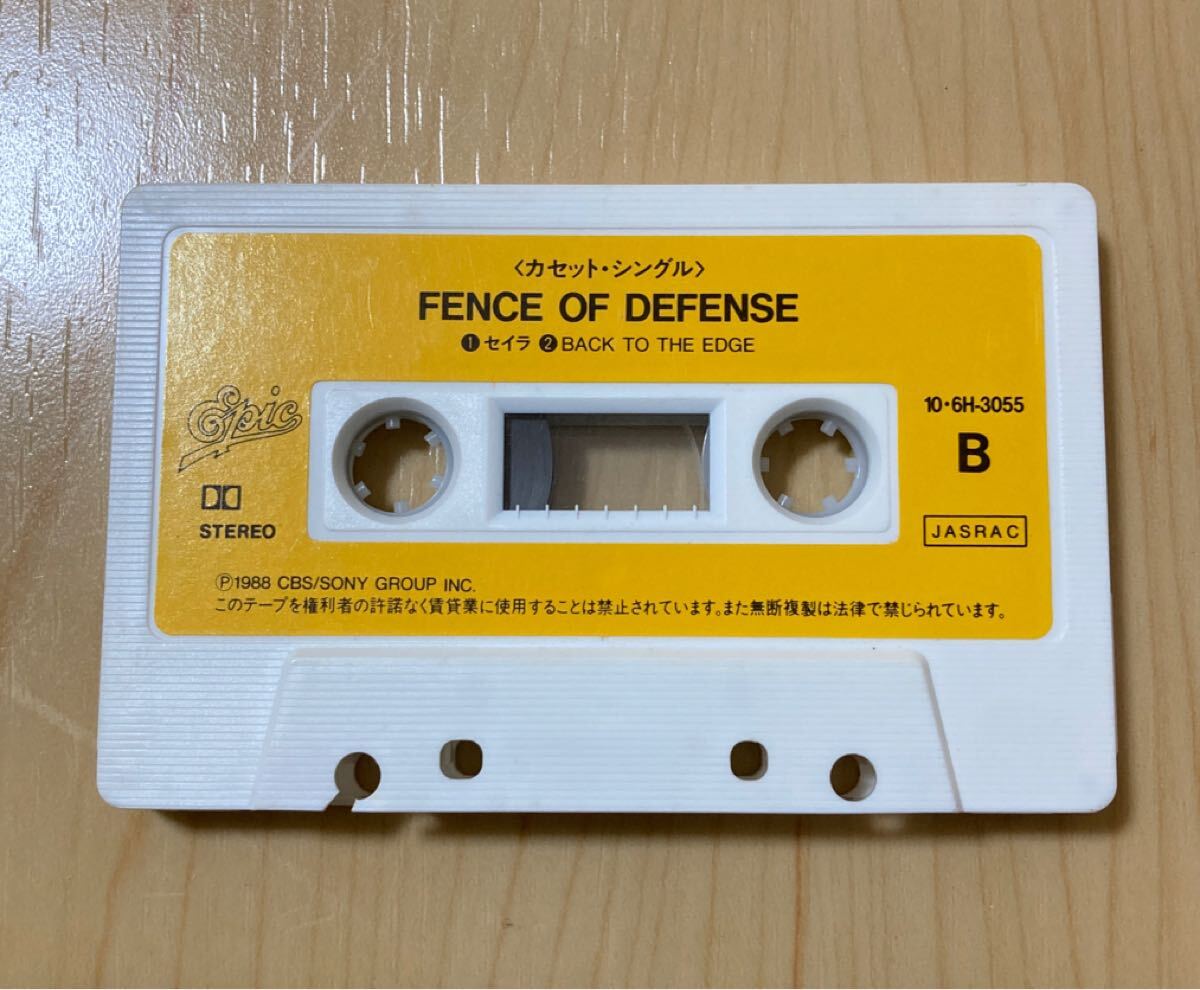 〈カセット・シングル〉
FENCE OF DEFENSE
❶セイラ ❷BACK TO THE EDGE
Epic
10・6H-3055
B
STEREO
JASRAC
Ⓟ1988 CBS/SONY GROUP INC.
このテープを権利者の許諾なく賃貸業に使用することは禁止されています。また無断複製は法律で禁じられています。